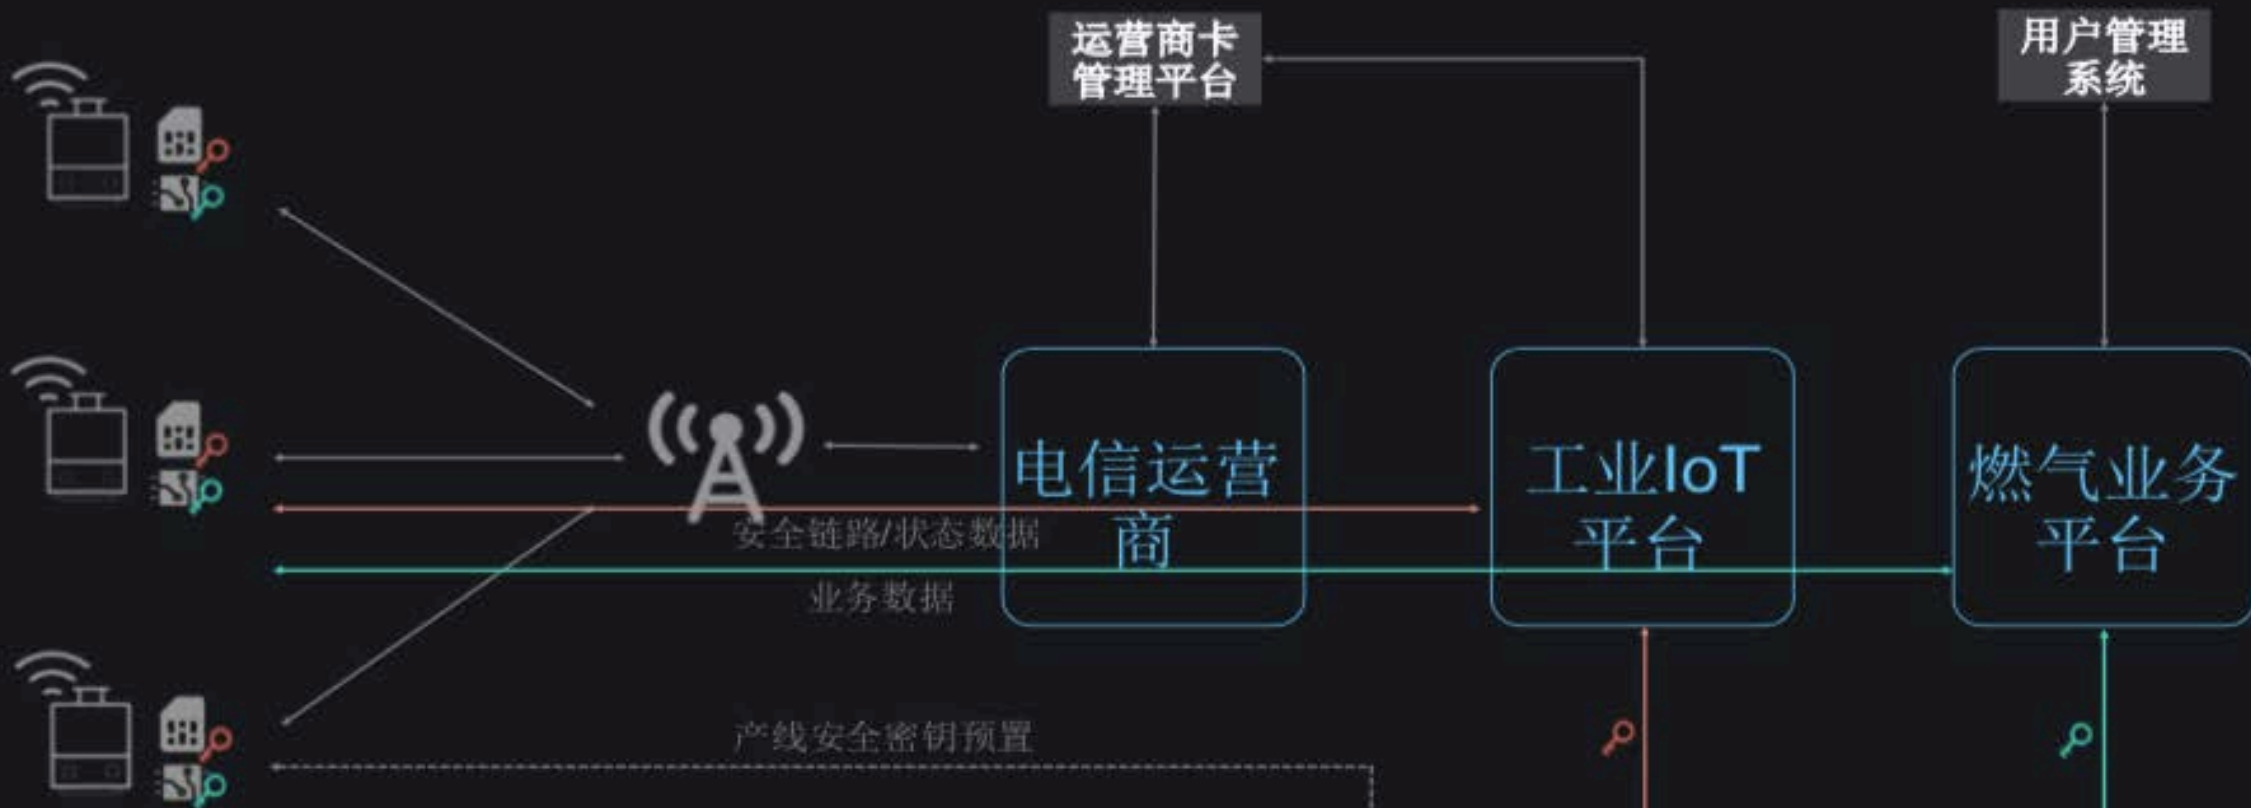 运营商卡
管理平台
用户管理
系统
电信运营
商
工业IoT
平台
燃气业务
平台
安全链路/状态数据
业务数据
产线安全密钥预置